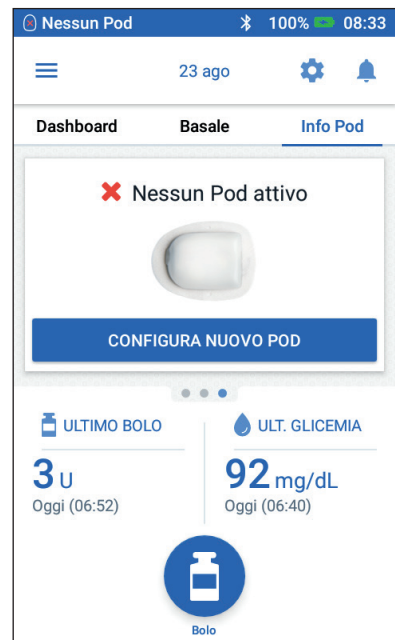 Nessun Pod 100% 08:33
23 ago
Dashboard Basale Info Pod
Nessun Pod attivo
CONFIGURA NUOVO POD
ULTIMO BOLO ULT. GLICEMIA
3 U 92 mg/dL
Oggi (06:52) Oggi (06:40)
Bolo